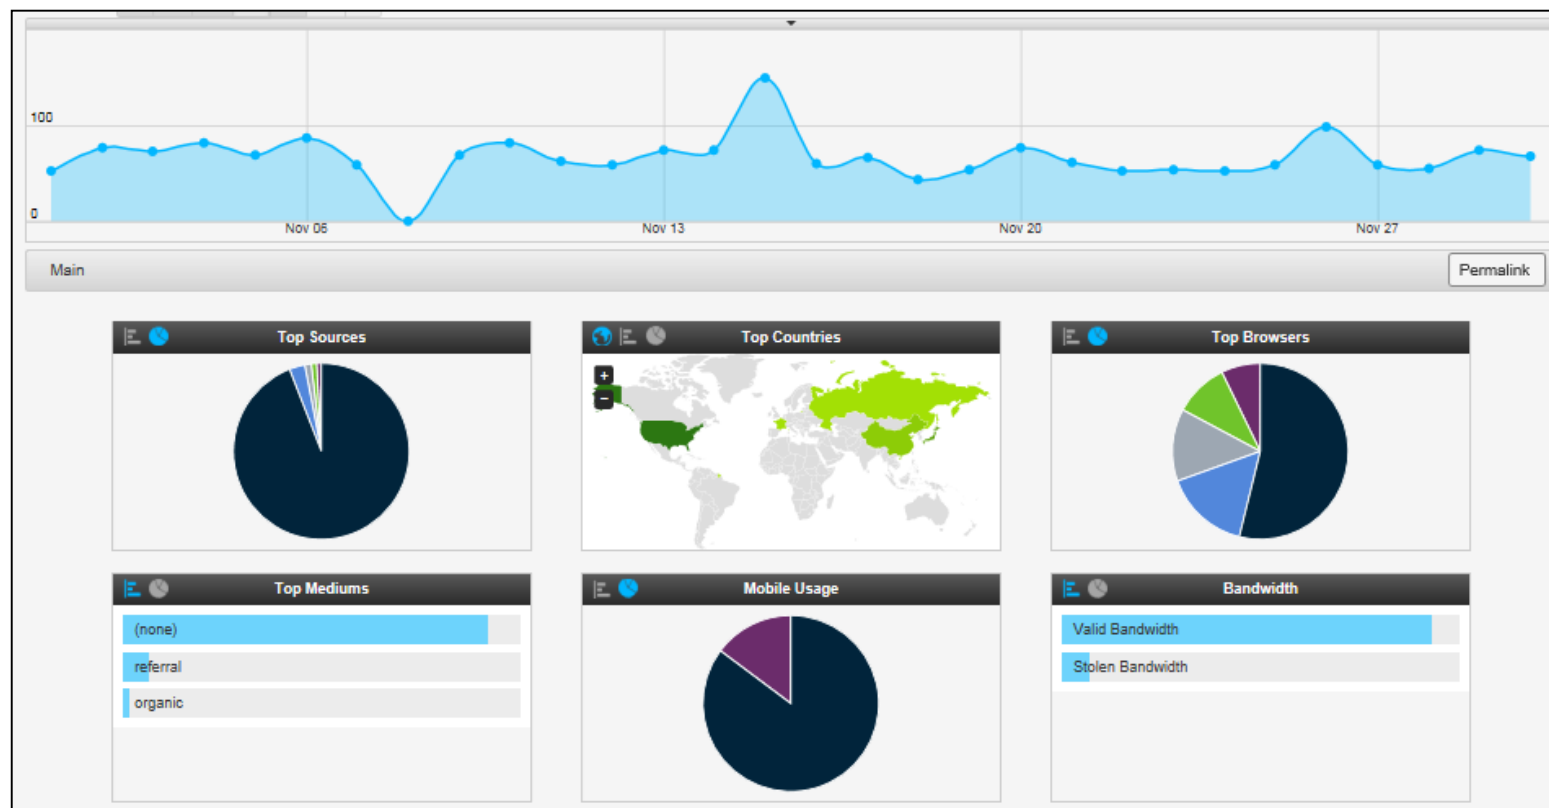 100
0
Nov 06
Nov 13
Nov 20
Nov 27
Main
Permalink
Top Sources
Top Countries
Top Browsers
+
−
Top Mediums
Mobile Usage
Bandwidth
(none)
referral
organic
Valid Bandwidth
Stolen Bandwidth